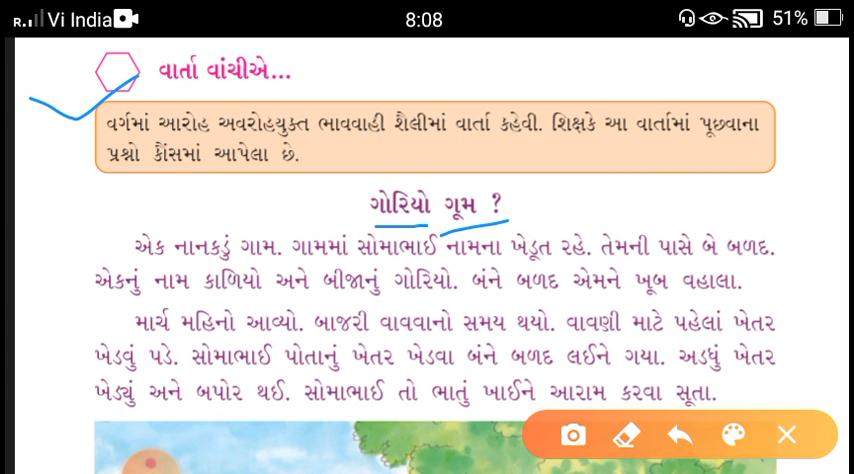 R Vi India 8:08 51%
વાર્તા વાંચીએ...
વર્ગમાં આરોહ અવરોહયુક્ત ભાવવાહી શૈલીમાં વાર્તા કહેવી. શિક્ષકે આ વાર્તામાં પૂછવાના
પ્રશ્નો કૌંસમાં આપેલા છે.
ગોરિયો ગૂમ ?
એક નાનકડું ગામ. ગામમાં સોમાભાઈ નામના ખેડૂત રહે. તેમની પાસે બે બળદ.
એકનું નામ કાળિયો અને બીજાનું ગોરિયો. બંને બળદ એમને ખૂબ વહાલા.
માર્ચ મહિનો આવ્યો. બાજરી વાવવાનો સમય થયો. વાવણી માટે પહેલાં ખેતર
ખેડવું પડે. સોમાભાઈ પોતાનું ખેતર ખેડવા બંને બળદ લઈને ગયા. અડધું ખેતર
ખેડ્યું અને બપોર થઈ. સોમાભાઈ તો ભાતું ખાઈને આરામ કરવા સૂતા.